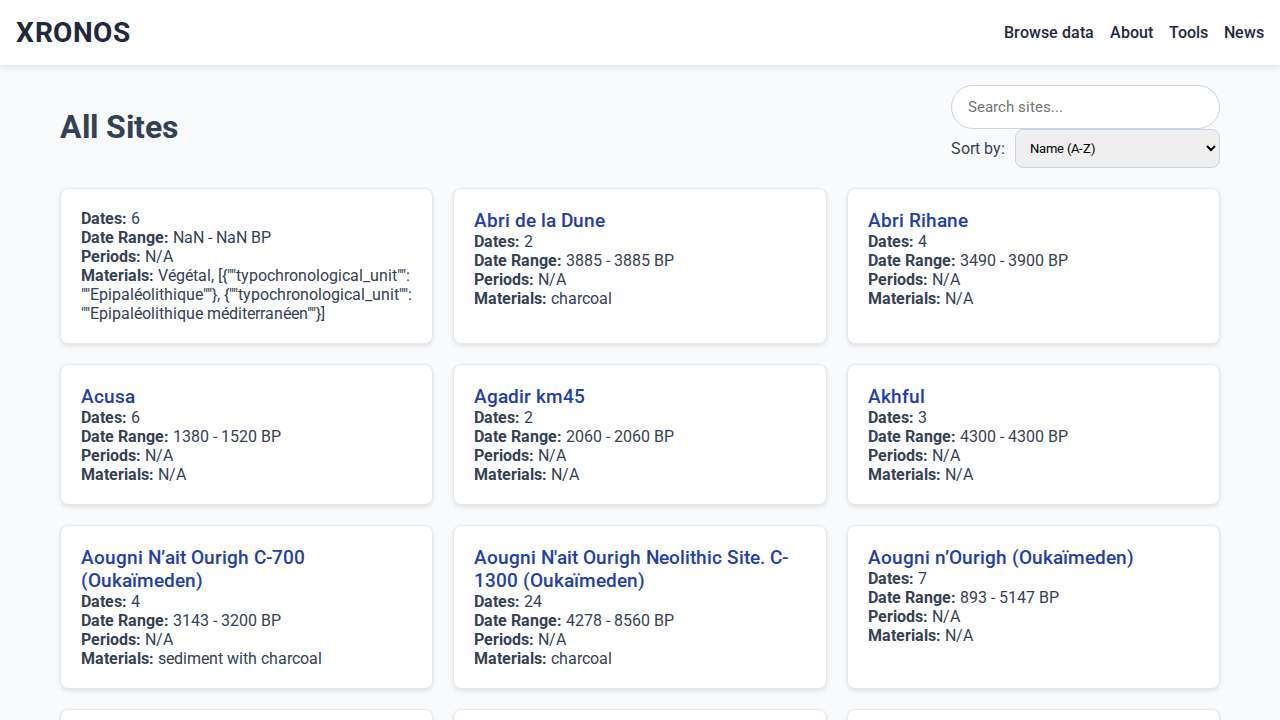 XRONOS
Browse data About Tools News
All Sites
Search sites...
Sort by: Name (A-Z)
Dates: 6
Date Range: NaN - NaN BP
Periods: N/A
Materials: Végétal, [{""typochronological_unit"":
""Epipaléolithique""}, {""typochronological_unit"":
""Epipaléolithique méditerranéen""}]
Abri de la Dune
Dates: 2
Date Range: 3885 - 3885 BP
Periods: N/A
Materials: charcoal
Abri Rihane
Dates: 4
Date Range: 3490 - 3900 BP
Periods: N/A
Materials: N/A
Acusa
Dates: 6
Date Range: 1380 - 1520 BP
Periods: N/A
Materials: N/A
Agadir km45
Dates: 2
Date Range: 2060 - 2060 BP
Periods: N/A
Materials: N/A
Akhful
Dates: 3
Date Range: 4300 - 4300 BP
Periods: N/A
Materials: N/A
Aougni N’ait Ourigh C-700
(Oukaïmeden)
Dates: 4
Date Range: 3143 - 3200 BP
Periods: N/A
Materials: sediment with charcoal
Aougni N'ait Ourigh Neolithic Site. C-
1300 (Oukaïmeden)
Dates: 24
Date Range: 4278 - 8560 BP
Periods: N/A
Materials: charcoal
Aougni n’Ourigh (Oukaïmeden)
Dates: 7
Date Range: 893 - 5147 BP
Periods: N/A
Materials: N/A